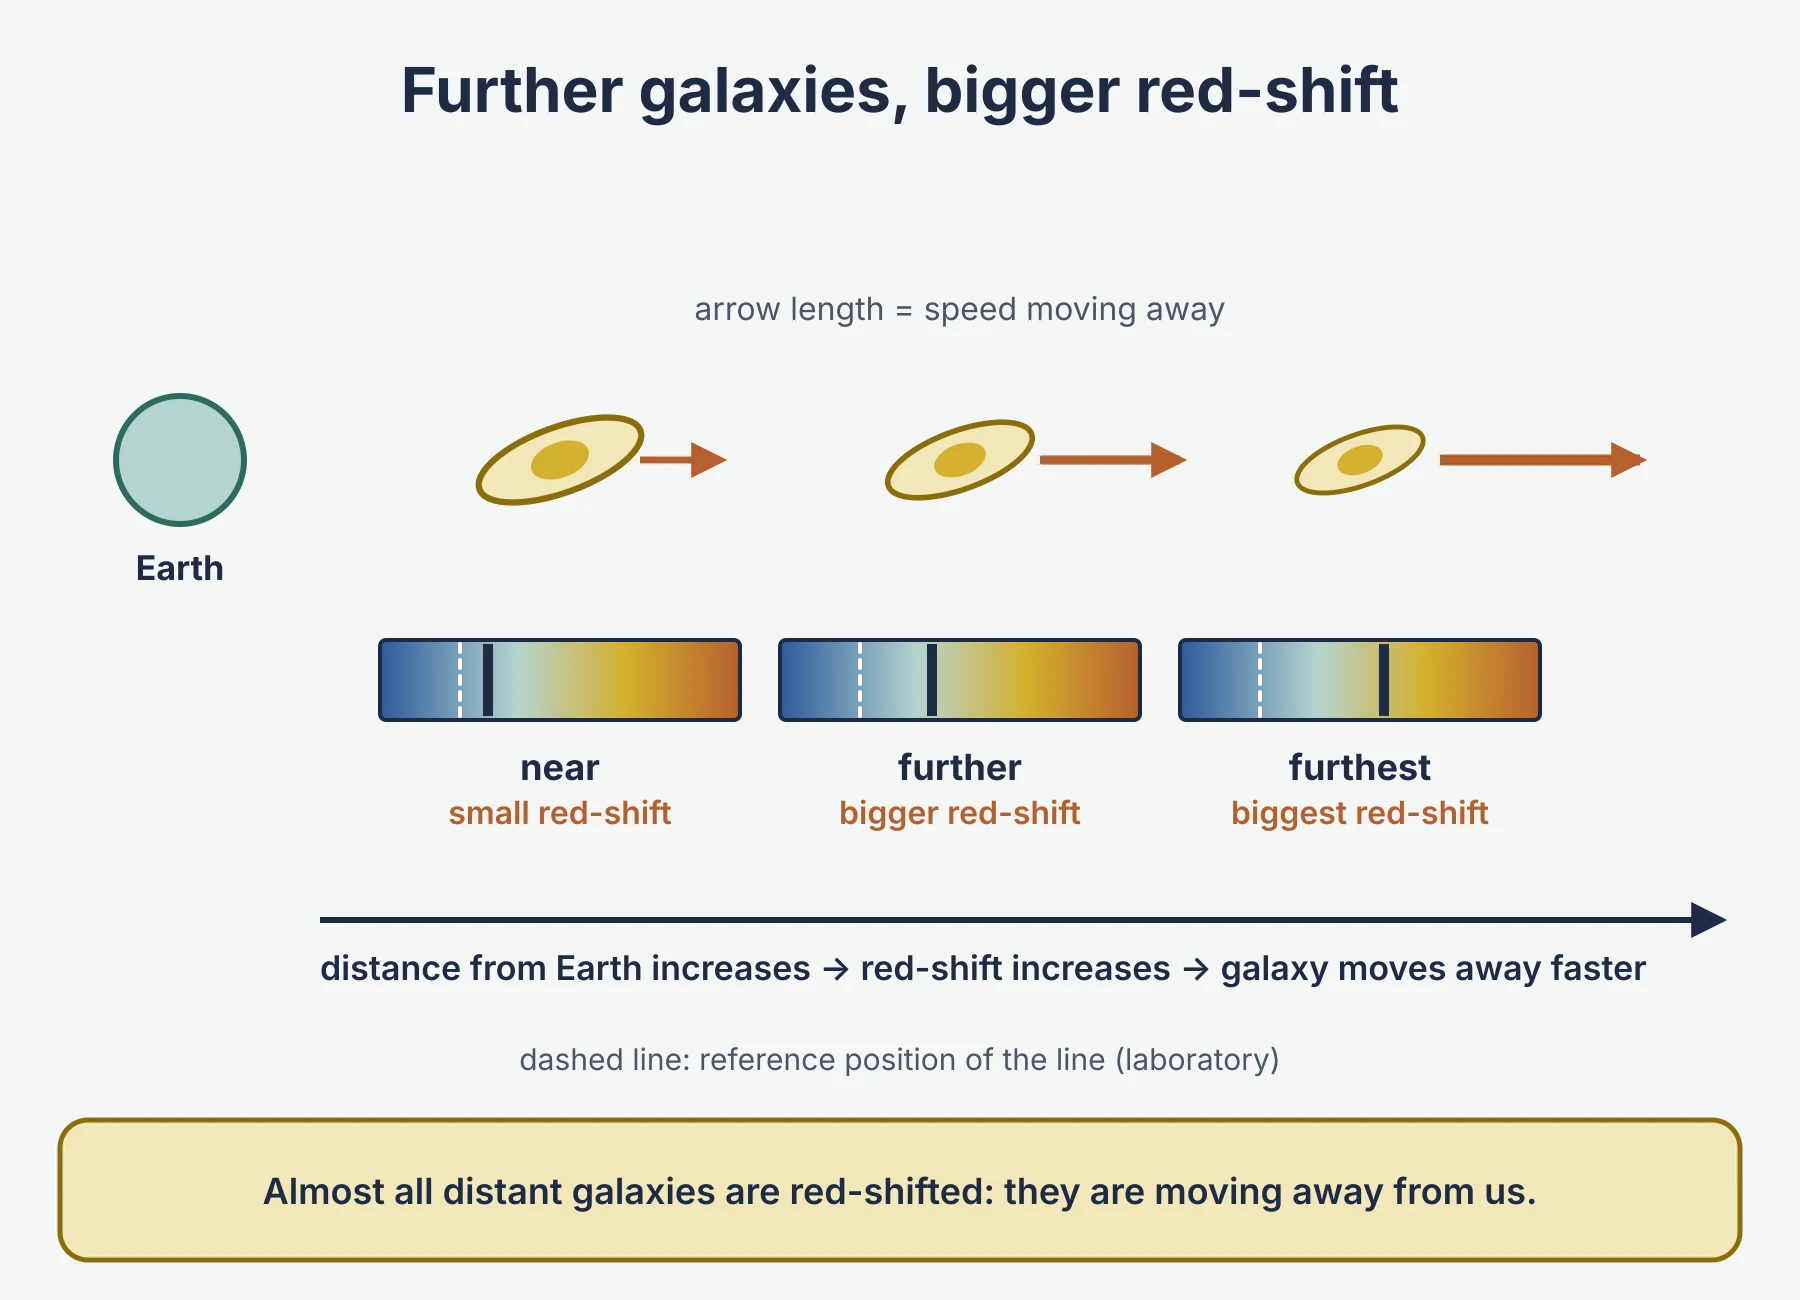 Further galaxies, bigger red-shift
arrow length = speed moving away
Earth
near
small red-shift
further
bigger red-shift
furthest
biggest red-shift
distance from Earth increases → red-shift increases → galaxy moves away faster
dashed line: reference position of the line (laboratory)
Almost all distant galaxies are red-shifted: they are moving away from us.